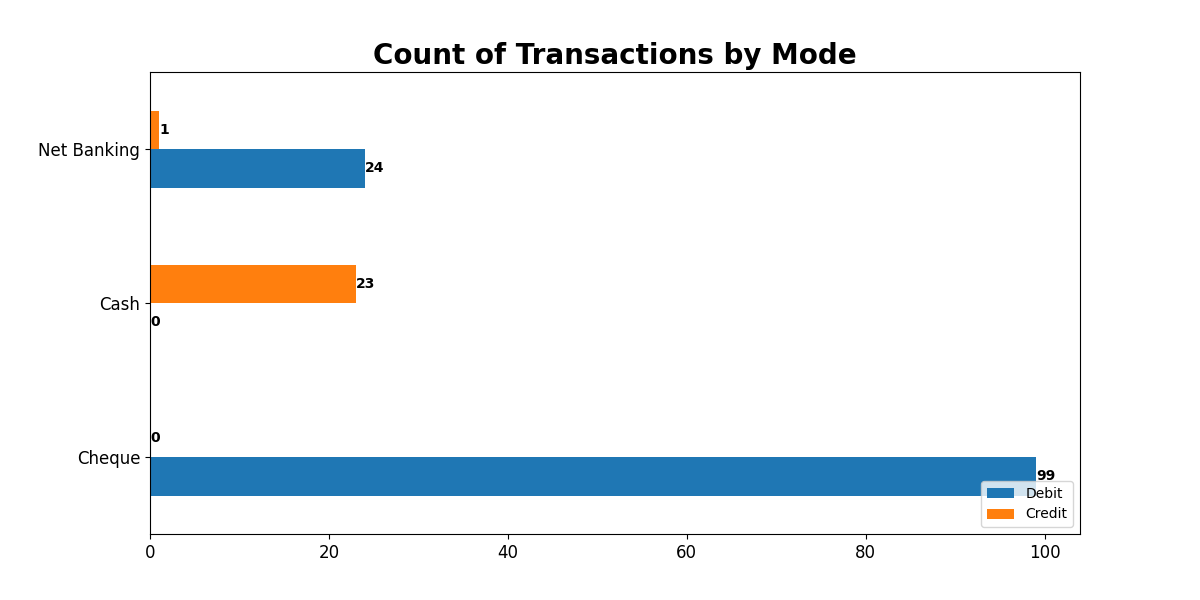 Count of Transactions by Mode
Net Banking
1
24
Cash
23
0
Cheque
0
99
Debit
Credit
0 20 40 60 80 100